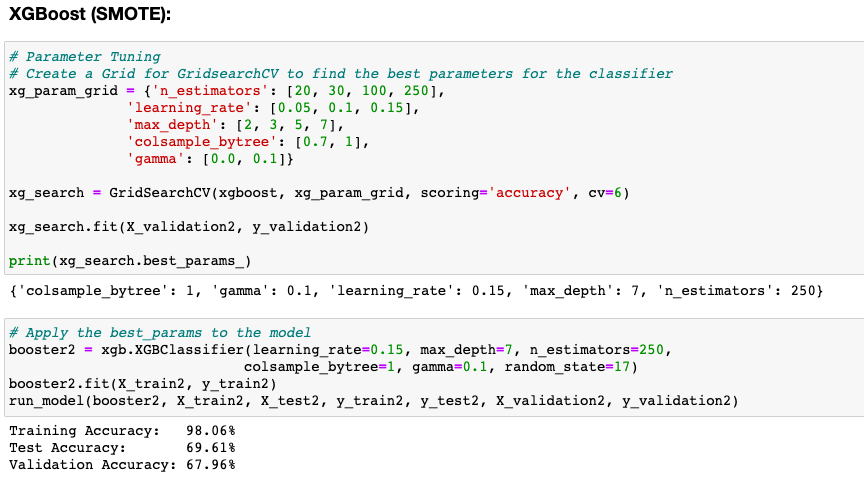 XGBoost (SMOTE):
# Parameter Tuning
# Create a Grid for GridsearchCV to find the best parameters for the classifier
xg_param_grid = {'n_estimators': [20, 30, 100, 250],
'learning_rate': [0.05, 0.1, 0.15],
'max_depth': [2, 3, 5, 7],
'colsample_bytree': [0.7, 1],
'gamma': [0.0, 0.1]}
xg_search = GridSearchCV(xgboost, xg_param_grid, scoring='accuracy', cv=6)
xg_search.fit(X_validation2, y_validation2)
print(xg_search.best_params_)
{'colsample_bytree': 1, 'gamma': 0.1, 'learning_rate': 0.15, 'max_depth': 7, 'n_estimators': 250}
# Apply the best_params to the model
booster2 = xgb.XGBClassifier(learning_rate=0.15, max_depth=7, n_estimators=250,
colsample_bytree=1, gamma=0.1, random_state=17)
booster2.fit(X_train2, y_train2)
run_model(booster2, X_train2, X_test2, y_train2, y_test2, X_validation2, y_validation2)
Training Accuracy: 98.06%
Test Accuracy: 69.61%
Validation Accuracy: 67.96%